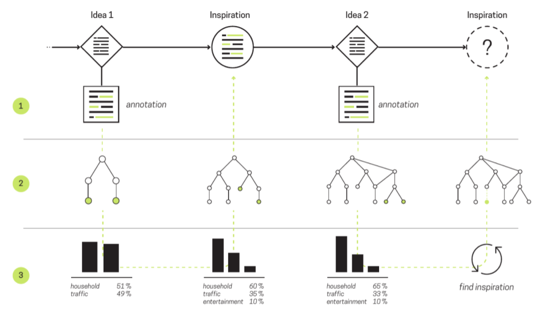 Idea 1
Inspiration
Idea 2
Inspiration
?
1
annotation
annotation
2
3
household 51 %
traffic 49 %
household 60 %
traffic 35 %
entertainment 10 %
household 65 %
traffic 33 %
entertainment 10 %
find inspiration